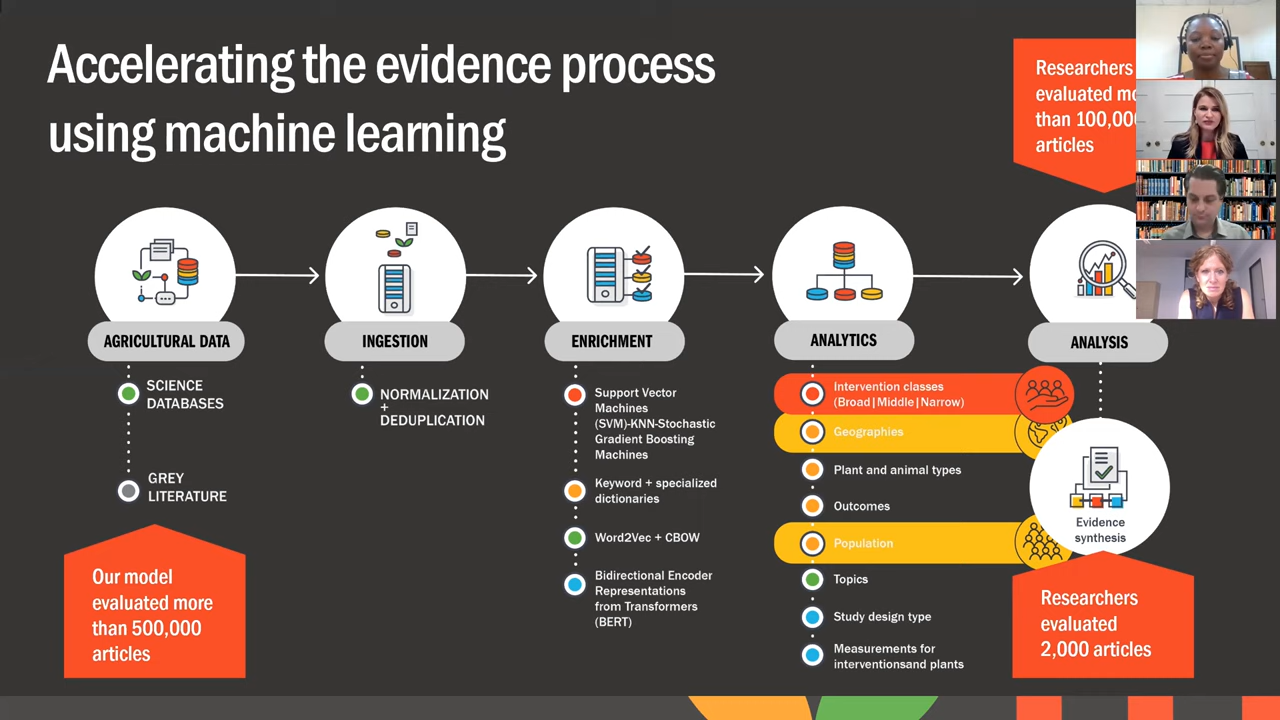 Accelerating the evidence process
using machine learning
Researchers
evaluated
than 100,00
articles
AGRICULTURAL DATA
INGESTION
ENRICHMENT
ANALYTICS
ANALYSIS
SCIENCE
DATABASES
GREY
LITERATURE
Our model
evaluated more
than 500,000
articles
NORMALIZATION
+
DEDUPLICATION
Support Vector
Machines
(SVM)-KNN-Stochastic
Gradient Boosting
Machines
Keyword + specialized
dictionaries
Word2Vec + CBOW
Bidirectional Encoder
Representations
from Transformers
(BERT)
Intervention classes
(Broad|Middle|Narrow)
Geographies
Plant and animal types
Outcomes
Population
Topics
Study design type
Measurements for
interventionsand plants
Evidence
synthesis
Researchers
evaluated
2,000 articles